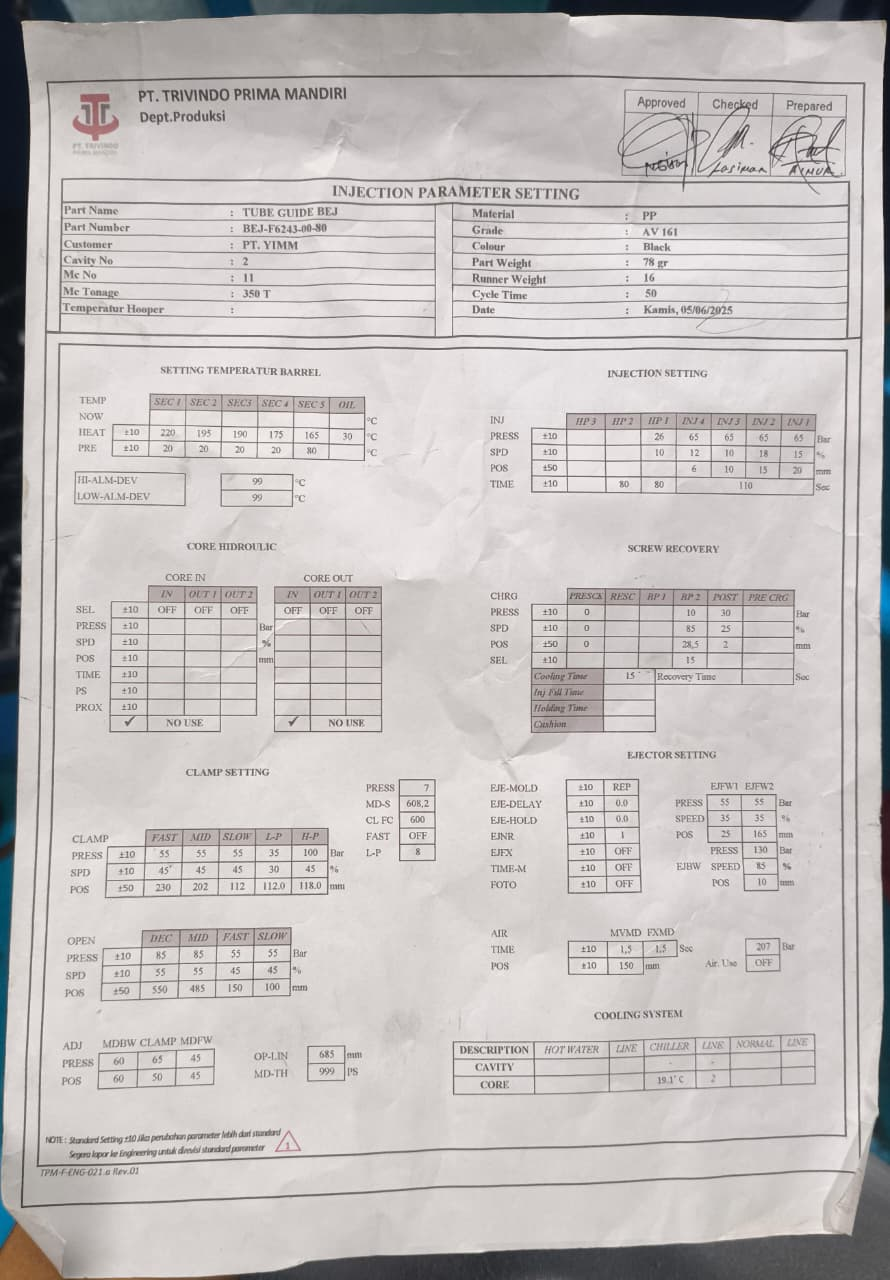 PT. TRIVINDO PRIMA MANDIRI
Dept.Produksi
PT. TRIVINDO
PRIMA MANDIRI
Approved Checked Prepared
Losiman
INJECTION PARAMETER SETTING
Part Name : TUBE GUIDE BEJ
Part Number : BEJ-F6243-00-80
Customer : PT. YIMM
Cavity No : 2
Mc No : 11
Mc Tonage : 350 T
Temperatur Hooper :
Material : PP
Grade : AV 161
Colour : Black
Part Weight : 78 gr
Runner Weight : 16
Cycle Time : 50
Date : Kamis, 05/06/2025
SETTING TEMPERATUR BARREL
TEMP SEC 1 SEC 2 SEC3 SEC 4 SEC 5 OIL
NOW °C
HEAT ±10 220 195 190 175 165 30 °C
PRE ±10 20 20 20 20 80 °C
HI-ALM-DEV 99 °C
LOW-ALM-DEV 99 °C
INJECTION SETTING
INJ HP 3 HP 2 HP 1 INJ 4 INJ 3 INJ 2 INJ 1
PRESS ±10 26 65 65 65 65 Bar
SPD ±10 10 12 10 18 15 %
POS ±50 6 10 15 20 mm
TIME ±10 80 80 110 Sec
CORE HIDROULIC
CORE IN CORE OUT
IN OUT 1 OUT 2 IN OUT 1 OUT 2
SEL ±10 OFF OFF OFF OFF OFF OFF
PRESS ±10 Bar
SPD ±10 %
POS ±10 mm
TIME ±10
PS ±10
PROX ±10
✓ NO USE ✓ NO USE
SCREW RECOVERY
CHRG PRESCK RESC BP 1 BP 2 POST PRE CRG
PRESS ±10 0 10 30 Bar
SPD ±10 0 85 25 %
POS ±50 0 28,5 2 mm
SEL ±10 15
Cooling Time 15 Recovery Time Sec
Inj Fill Time
Holding Time
Cushion
CLAMP SETTING
PRESS 7
MD-S 608,2
CL FC 600
FAST OFF
L-P 8
CLAMP FAST MID SLOW L-P H-P
PRESS ±10 55 55 55 35 100 Bar
SPD ±10 45 45 45 30 45 %
POS ±50 230 202 112 112.0 118.0 mm
EJECTOR SETTING
EJE-MOLD ±10 REP
EJE-DELAY ±10 0.0
EJE-HOLD ±10 0.0
EJNR ±10 1
EJFX ±10 OFF
TIME-M ±10 OFF
FOTO ±10 OFF
EJFW1 EJFW2
PRESS 55 55 Bar
SPEED 35 35 %
POS 25 165 mm
PRESS 130 Bar
EJBW SPEED 85 %
POS 10 mm
OPEN DEC MID FAST SLOW
PRESS ±10 85 85 55 55 Bar
SPD ±10 55 55 45 45 %
POS ±50 550 485 150 100 mm
AIR MVMD FXMD
TIME ±10 1,5 1,5 Sec 207 Bar
POS ±10 150 mm Air. Use OFF
ADJ MDBW CLAMP MDFW
PRESS 60 65 45
POS 60 50 45
OP-LIN 685 mm
MD-TH 999 PS
COOLING SYSTEM
DESCRIPTION HOT WATER LINE CHILLER LINE NORMAL LINE
CAVITY - -
CORE 19.1° C 2
NOTE : Standard Setting ±10 Jika perubahan parameter lebih dari standard
Segera lapor ke Engineering untuk direvisi standard parameter 1
TPM-F-ENG-021.a Rev.01